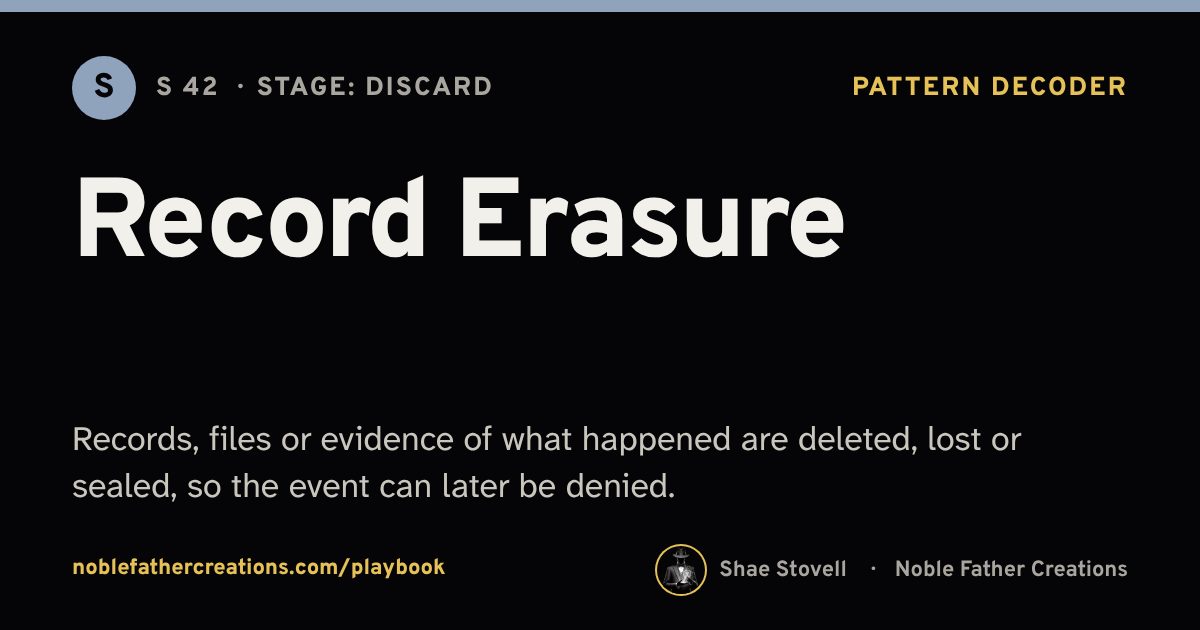 S
S 42 · STAGE: DISCARD
PATTERN DECODER
Record Erasure
Records, files or evidence of what happened are deleted, lost or
sealed, so the event can later be denied.
noblefathercreations.com/playbook
Shae Stovell · Noble Father Creations